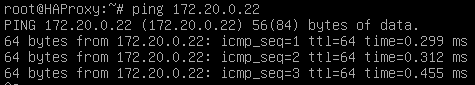 root@HAProxy:~# ping 172.20.0.22
PING 172.20.0.22 (172.20.0.22) 56(84) bytes of data.
64 bytes from 172.20.0.22: icmp_seq=1 ttl=64 time=0.299 ms
64 bytes from 172.20.0.22: icmp_seq=2 ttl=64 time=0.312 ms
64 bytes from 172.20.0.22: icmp_seq=3 ttl=64 time=0.455 ms